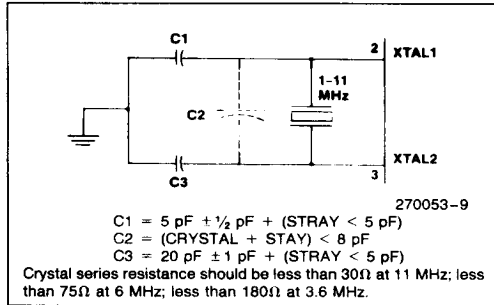 C1
2 XTAL1
1-11
MHz
C2
XTAL2
3
C3
270053-9
C1 = 5 pF ± ½ pF + (STRAY < 5 pF)
C2 = (CRYSTAL + STAY) < 8 pF
C3 = 20 pF ± 1 pF + (STRAY < 5 pF)
Crystal series resistance should be less than 30Ω at 11 MHz; less
than 75Ω at 6 MHz; less than 180Ω at 3.6 MHz.